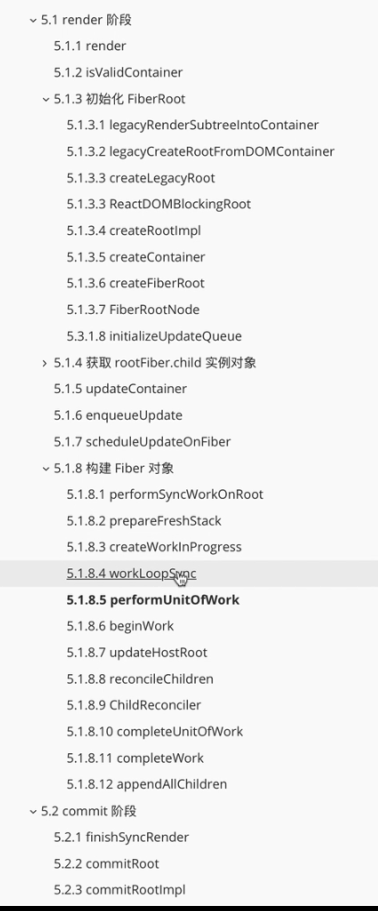 5.1 render 阶段
5.1.1 render
5.1.2 isValidContainer
5.1.3 初始化 FiberRoot
5.1.3.1 legacyRenderSubtreeIntoContainer
5.1.3.2 legacyCreateRootFromDOMContainer
5.1.3.3 createLegacyRoot
5.1.3.3 ReactDOMBlockingRoot
5.1.3.4 createRootImpl
5.1.3.5 createContainer
5.1.3.6 createFiberRoot
5.1.3.7 FiberRootNode
5.3.1.8 initializeUpdateQueue
5.1.4 获取 rootFiber.child 实例对象
5.1.5 updateContainer
5.1.6 enqueueUpdate
5.1.7 scheduleUpdateOnFiber
5.1.8 构建 Fiber 对象
5.1.8.1 performSyncWorkOnRoot
5.1.8.2 prepareFreshStack
5.1.8.3 createWorkInProgress
5.1.8.4 workLoopSync
5.1.8.5 performUnitOfWork
5.1.8.6 beginWork
5.1.8.7 updateHostRoot
5.1.8.8 reconcileChildren
5.1.8.9 ChildReconciler
5.1.8.10 completeUnitOfWork
5.1.8.11 completeWork
5.1.8.12 appendAllChildren
5.2 commit 阶段
5.2.1 finishSyncRender
5.2.2 commitRoot
5.2.3 commitRootImpl